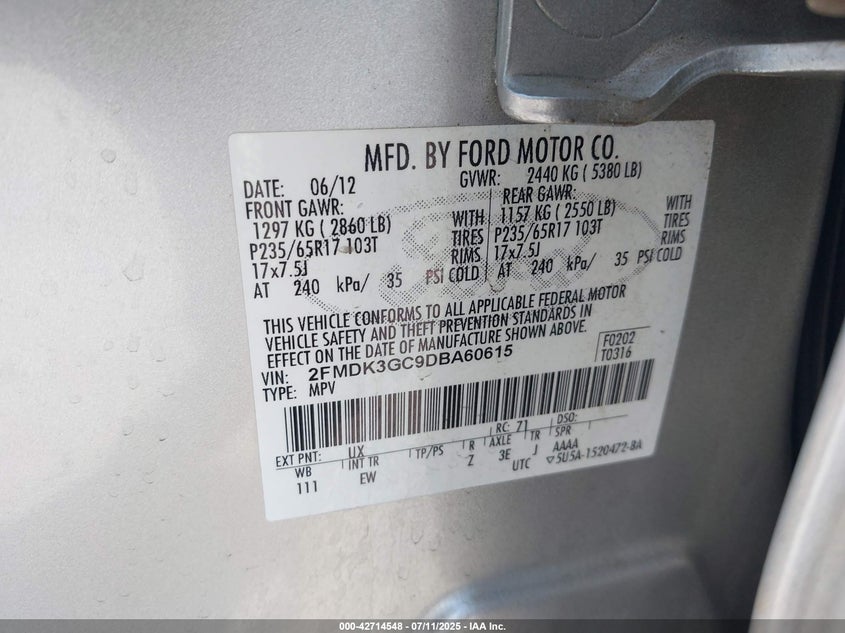 MFD. BY FORD MOTOR CO.
DATE: 06/12 GVWR: 2440 KG ( 5380 LB)
FRONT GAWR: REAR GAWR:
1297 KG ( 2860 LB) WITH 1157 KG ( 2550 LB) WITH
P235/65R17 103T TIRES P235/65R17 103T TIRES
17x7.5J RIMS 17x7.5J RIMS
AT 240 kPa/ 35 PSI COLD AT 240 kPa/ 35 PSI COLD
THIS VEHICLE CONFORMS TO ALL APPLICABLE FEDERAL MOTOR
VEHICLE SAFETY AND THEFT PREVENTION STANDARDS IN
EFFECT ON THE DATE OF MANUFACTURE SHOWN ABOVE.
VIN: 2FMDK3GC9DBA60615 F0202
TYPE: MPV T0316
EXT PNT: UX RC: 71 DSO:
WB INT TR TP/PS R AXLE TR SPR
111 EW Z 3E J AAAA
UTC ▽5U5A-1520472-BA
000-42714548 - 07/11/2025 - IAA Inc.